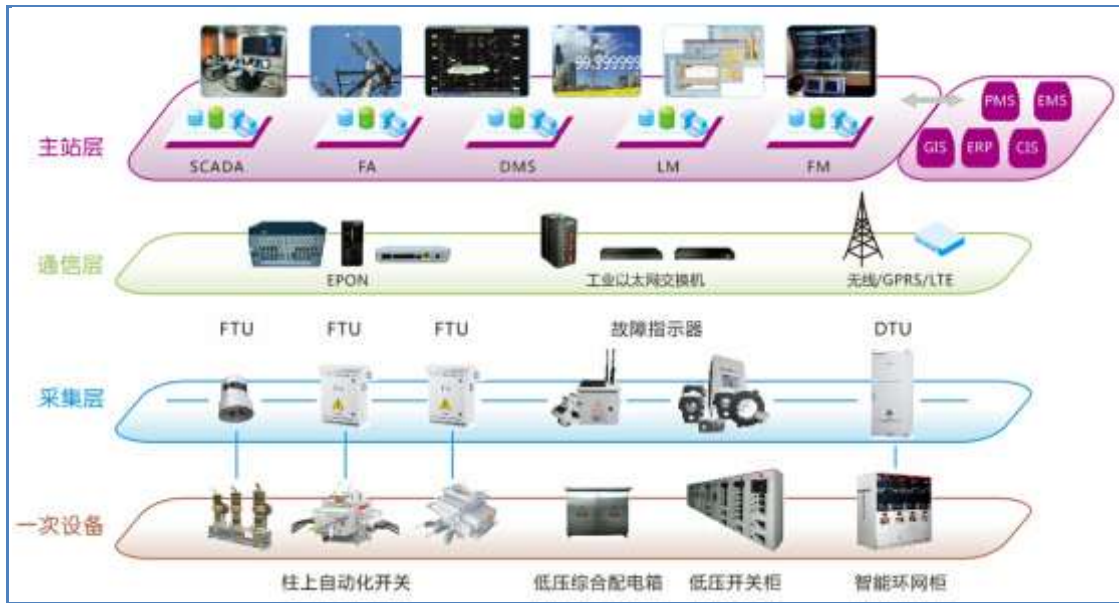 99.999999
主站层
PMS
EMS
GIS
ERP
CIS
SCADA
FA
DMS
LM
FM
通信层
EPON
工业以太网交换机
无线/GPRS/LTE
FTU
FTU
FTU
故障指示器
DTU
采集层
一次设备
柱上自动化开关
低压综合配电箱
低压开关柜
智能环网柜